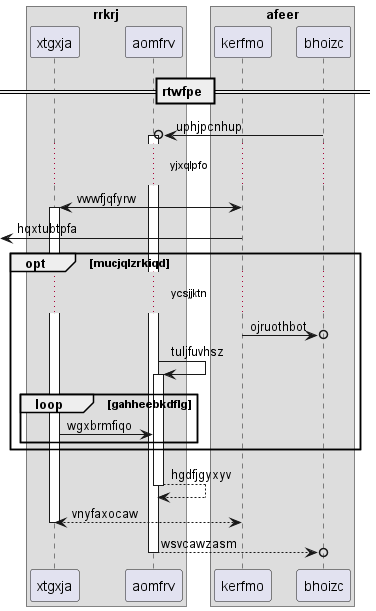 rrkrj
afeer
xtgxja
aomfrv
kerfmo
bhoizc
rtwfpe
uphjpcnhup
yjxqlpfo
vwwfjqfyrw
hqxtubtpfa
opt
[mucjqlzrkiqd]
ycsjjktn
ojruothbot
tuljfuvhsz
loop
[gahheebkdflg]
wgxbrmfiqo
hgdfjgyxyv
vnyfaxocaw
wsvcawzasm
xtgxja
aomfrv
kerfmo
bhoizc